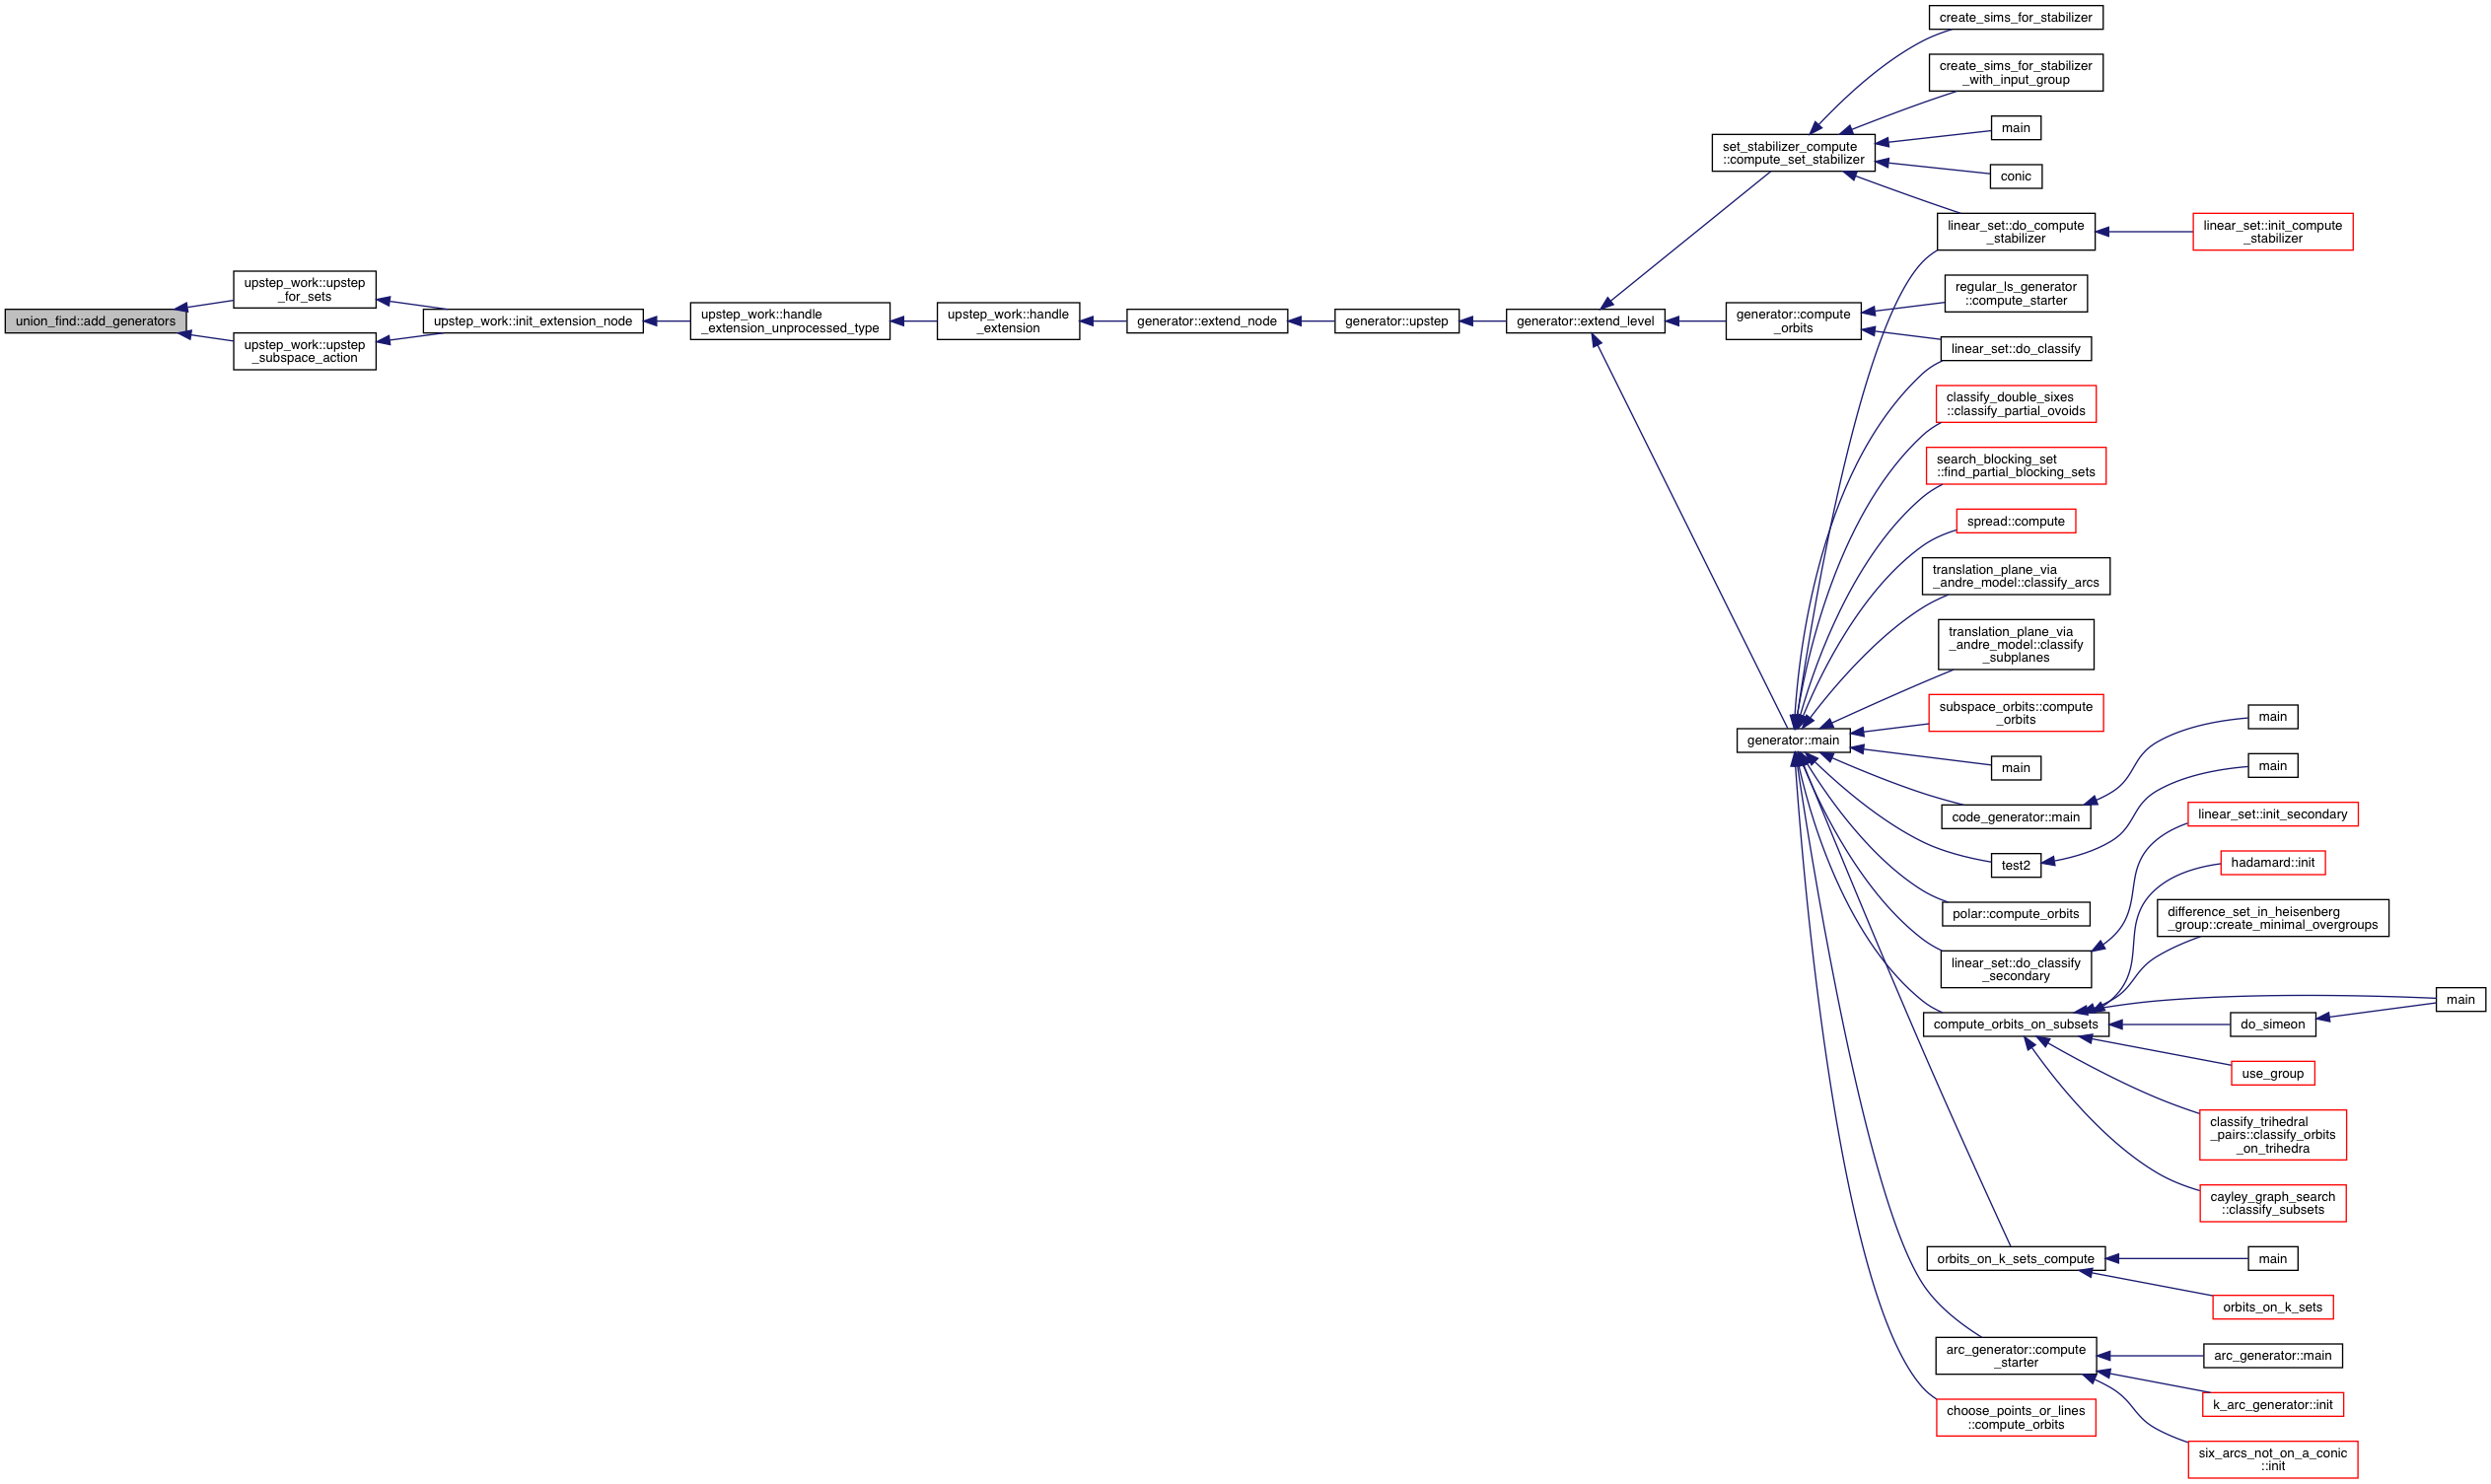 union_find::add_generators
upstep_work::upstep
_for_sets
upstep_work::upstep
_subspace_action
upstep_work::init_extension_node
upstep_work::handle
_extension_unprocessed_type
upstep_work::handle
_extension
generator::extend_node
generator::upstep
generator::extend_level
set_stabilizer_compute
::compute_set_stabilizer
generator::compute
_orbits
generator::main
create_sims_for_stabilizer
create_sims_for_stabilizer
_with_input_group
main
conic
linear_set::do_compute
_stabilizer
linear_set::init_compute
_stabilizer
regular_ls_generator
::compute_starter
linear_set::do_classify
classify_double_sixes
::classify_partial_ovoids
search_blocking_set
::find_partial_blocking_sets
spread::compute
translation_plane_via
_andre_model::classify_arcs
translation_plane_via
_andre_model::classify
_subplanes
subspace_orbits::compute
_orbits
main
code_generator::main
test2
polar::compute_orbits
linear_set::do_classify
_secondary
compute_orbits_on_subsets
orbits_on_k_sets_compute
arc_generator::compute
_starter
choose_points_or_lines
::compute_orbits
main
main
linear_set::init_secondary
hadamard::init
difference_set_in_heisenberg
_group::create_minimal_overgroups
main
do_simeon
use_group
classify_trihedral
_pairs::classify_orbits
_on_trihedra
cayley_graph_search
::classify_subsets
main
orbits_on_k_sets
arc_generator::main
k_arc_generator::init
six_arcs_not_on_a_conic
::init